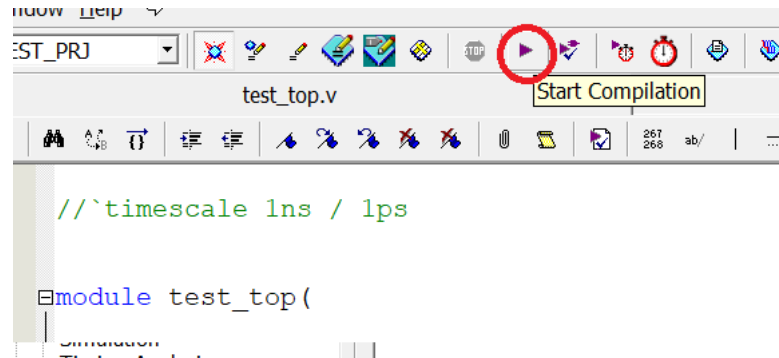 ndow Help
EST_PRJ
STOP
test_top.v
Start Compilation
A
B
267
268
ab/
//`timescale 1ns / 1ps
module test_top(
Simulation